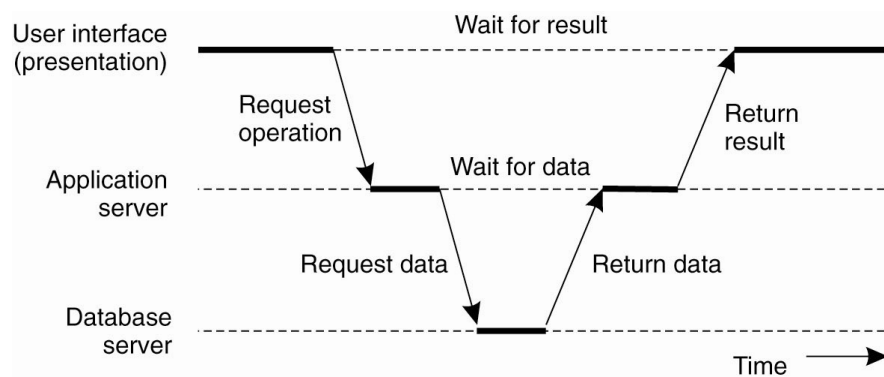 User interface
(presentation)
Wait for result
Request
operation
Return
result
Wait for data
Application
server
Request data
Return data
Database
server
Time